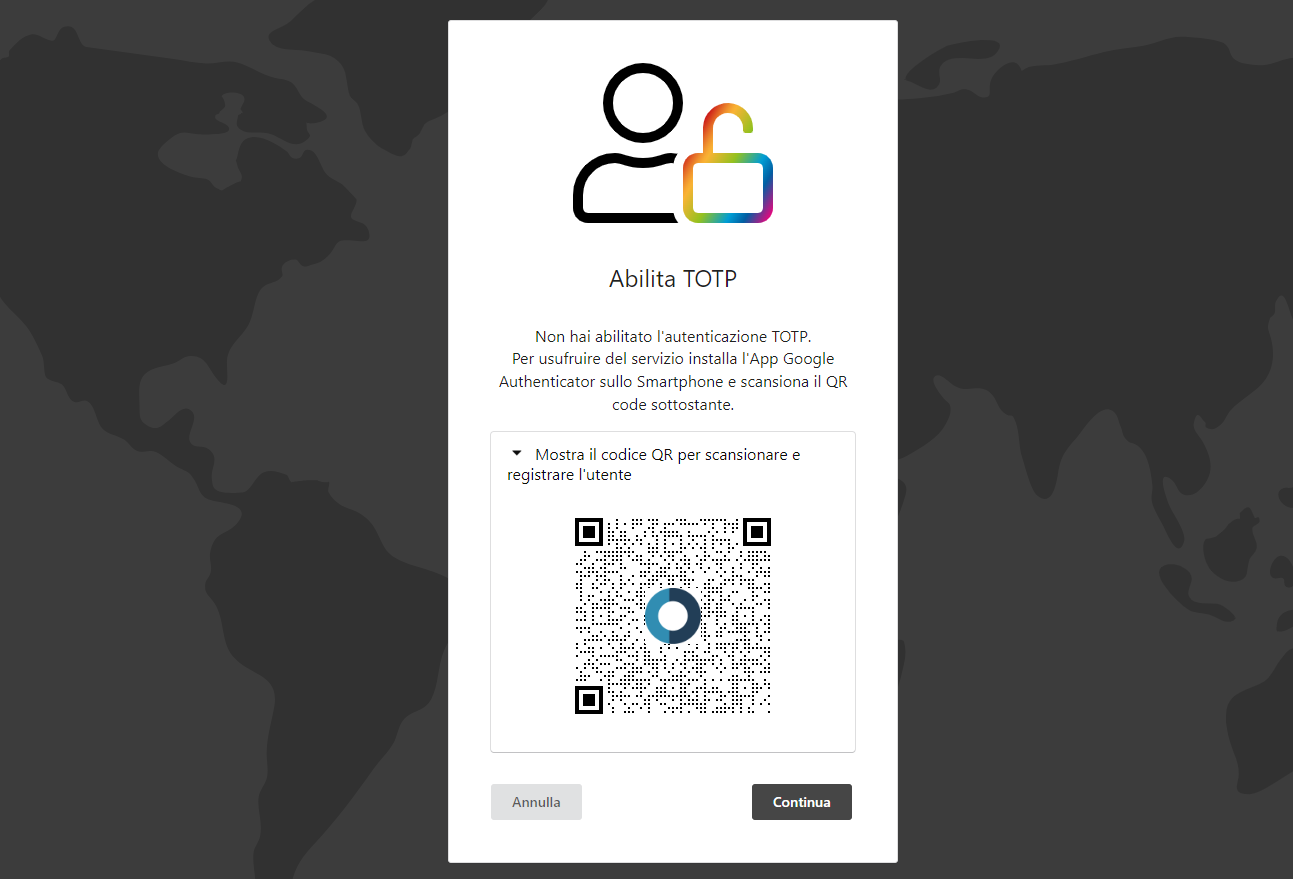 Abilita TOTP
Non hai abilitato l'autenticazione TOTP.
Per usufruire del servizio installa l'App Google
Authenticator sullo Smartphone e scansiona il QR
code sottostante.
Mostra il codice QR per scansionare e
registrare l'utente
Annulla
Continua